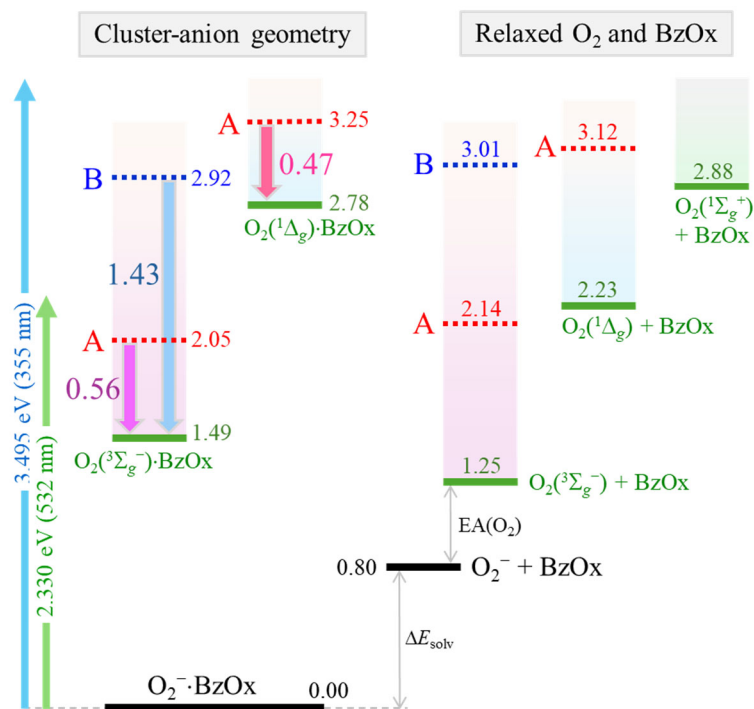 Cluster-anion geometry
Relaxed O₂ and BzOx
A 3.25
0.47
2.78
O₂(¹Δg)·BzOx
B 2.92
1.43
A 2.05
0.56
1.49
O₂(³Σg⁻)·BzOx
3.495 eV (355 nm)
2.330 eV (532 nm)
B 3.01
A 3.12
2.88
O₂(¹Σg⁺)
+ BzOx
2.23
O₂(¹Δg) + BzOx
A 2.14
1.25
O₂(³Σg⁻) + BzOx
EA(O₂)
0.80 O₂⁻ + BzOx
ΔEsolv
O₂⁻·BzOx 0.00